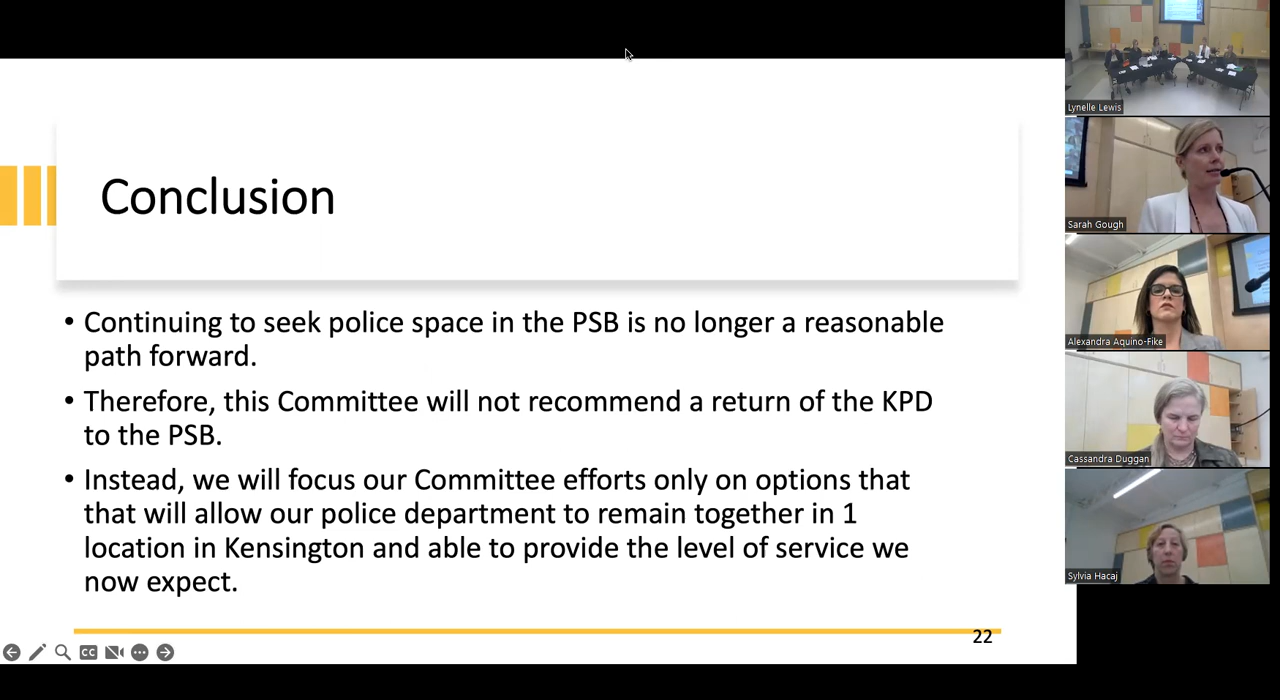 Conclusion
• Continuing to seek police space in the PSB is no longer a reasonable
path forward.
• Therefore, this Committee will not recommend a return of the KPD
to the PSB.
• Instead, we will focus our Committee efforts only on options that
that will allow our police department to remain together in 1
location in Kensington and able to provide the level of service we
now expect.
22
CC
Lynelle Lewis
Sarah Gough
Alexandra Aquino-Fike
Cassandra Duggan
Sylvia Hacaj